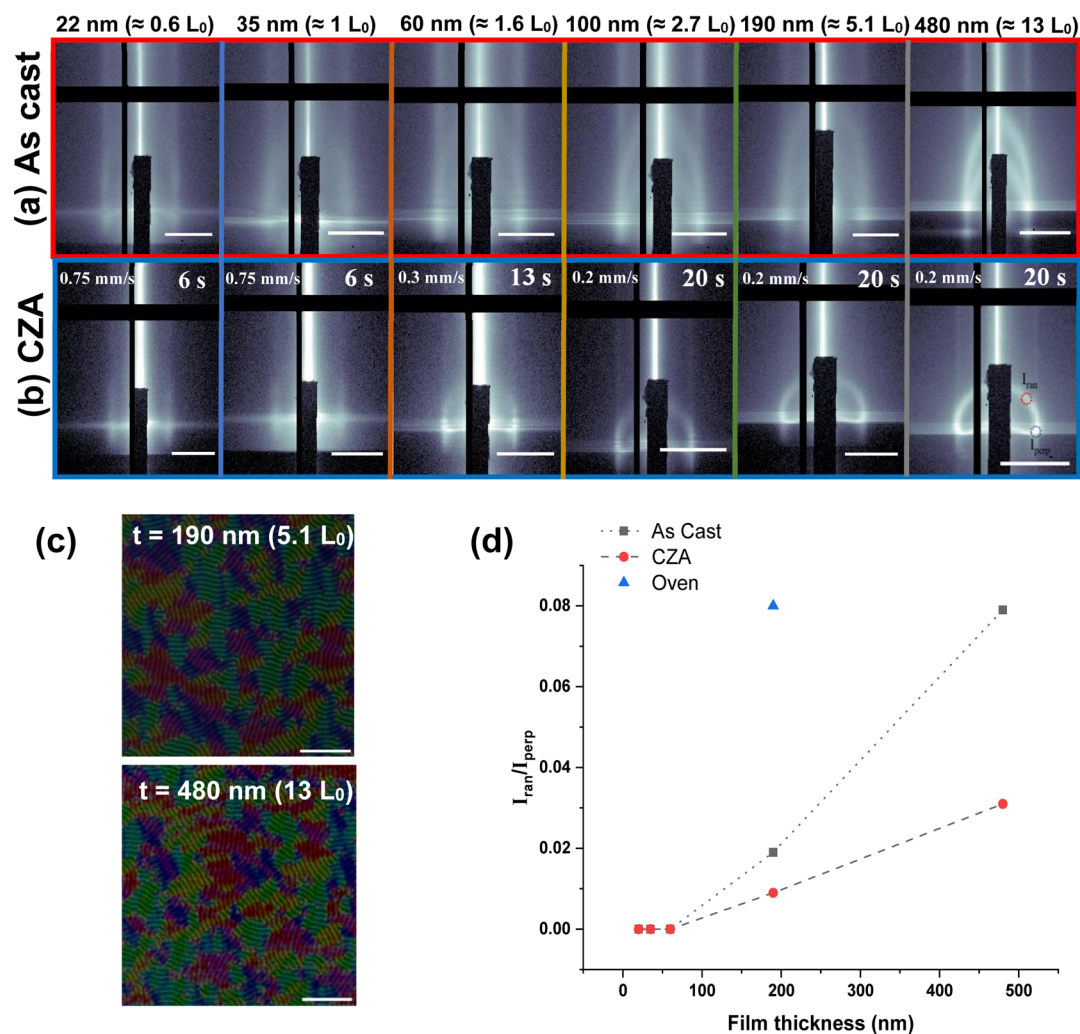 22 nm (≈ 0.6 L₀) 35 nm (≈ 1 L₀) 60 nm (≈ 1.6 L₀) 100 nm (≈ 2.7 L₀) 190 nm (≈ 5.1 L₀) 480 nm (≈ 13 L₀)
(a) As cast
(b) CZA
0.75 mm/s 6 s 0.75 mm/s 6 s 0.3 mm/s 13 s 0.2 mm/s 20 s 0.2 mm/s 20 s 0.2 mm/s 20 s
I_ran
I_perp
(c)
t = 190 nm (5.1 L₀)
t = 480 nm (13 L₀)
(d)
As Cast
CZA
Oven
I_ran/I_perp
0.08
0.06
0.04
0.02
0.00
0 100 200 300 400 500
Film thickness (nm)